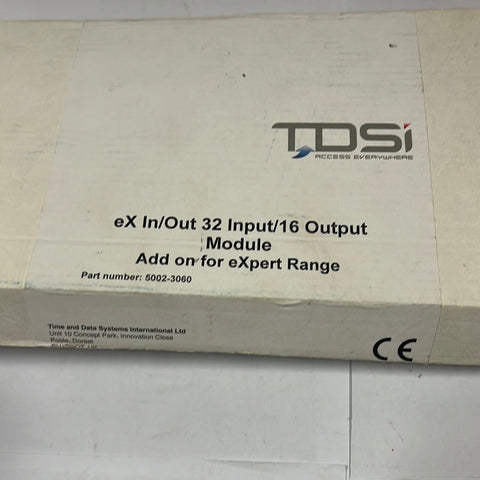 TDSi
ACCESS EVERYWHERE
eX In/Out 32 Input/16 Output
Module
Add on for eXpert Range
Part number: 5002-3060
Time and Data Systems International Ltd
Unit 10 Concept Park, Innovation Close
Poole, Dorset
UK
CE